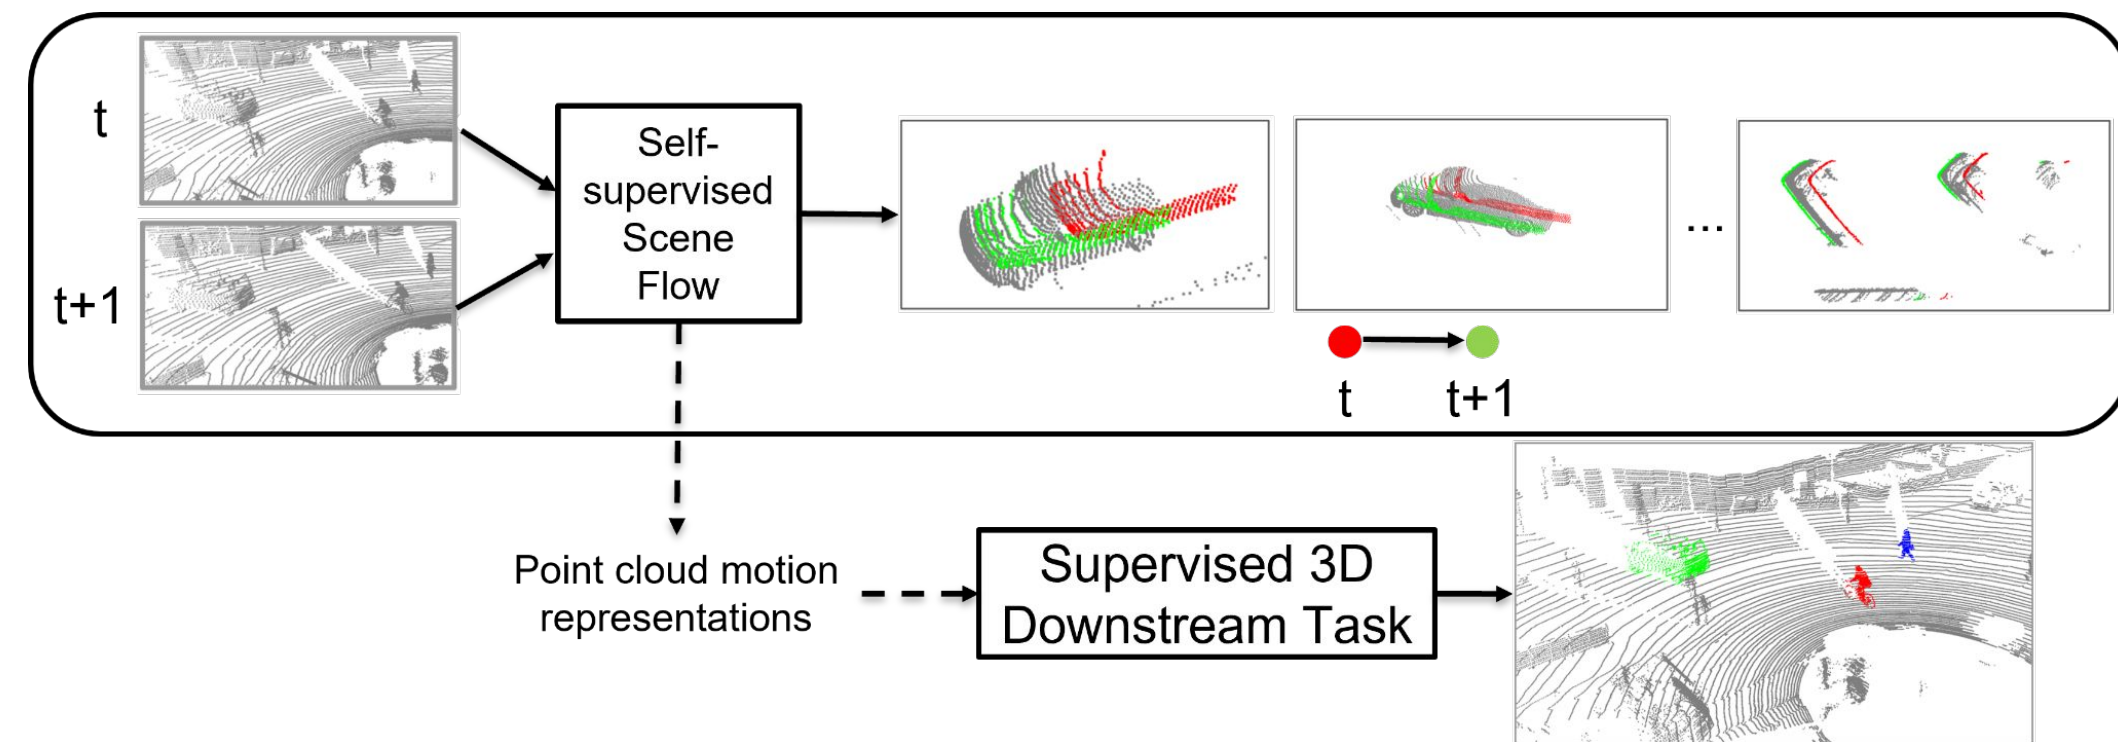 t
t+1
Self-
supervised
Scene
Flow
...
t
t+1
Point cloud motion
representations
Supervised 3D
Downstream Task